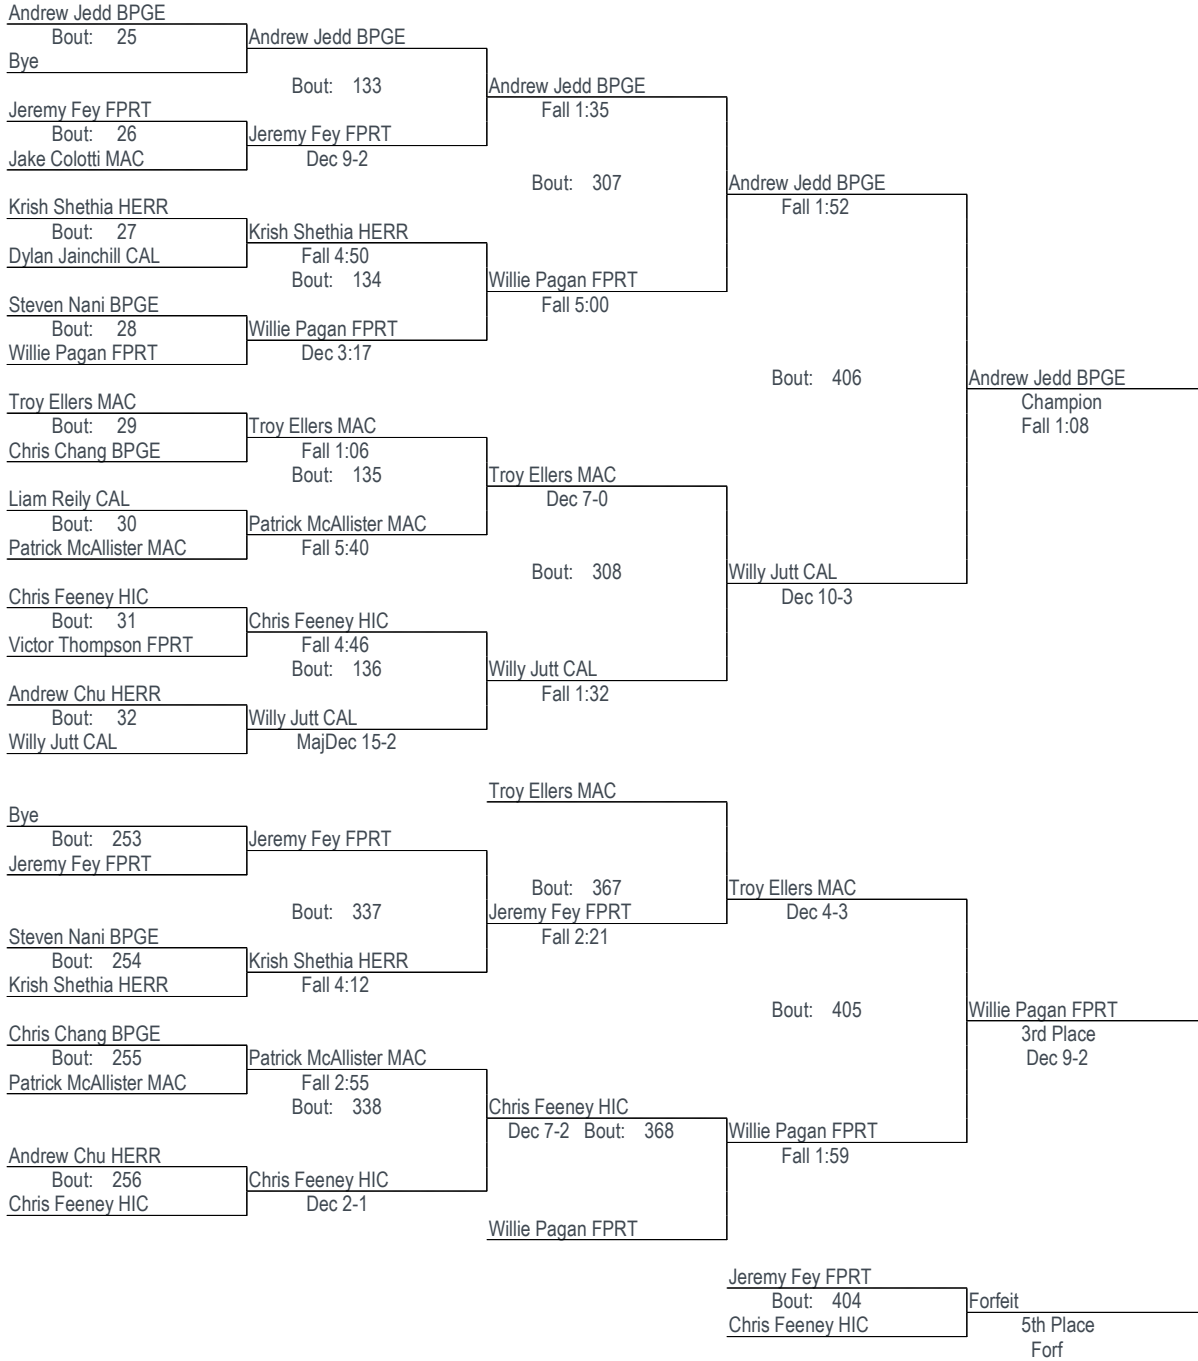 Andrew Jedd BPGE
Bout: 25
Bye
Andrew Jedd BPGE
Bout: 133
Jeremy Fey FPRT
Bout: 26
Jake Colotti MAC
Jeremy Fey FPRT
Dec 9-2
Andrew Jedd BPGE
Fall 1:35
Bout: 307
Krish Shethia HERR
Bout: 27
Dylan Jainchill CAL
Krish Shethia HERR
Fall 4:50
Bout: 134
Steven Nani BPGE
Bout: 28
Willie Pagan FPRT
Willie Pagan FPRT
Dec 3:17
Willie Pagan FPRT
Fall 5:00
Andrew Jedd BPGE
Fall 1:52
Bout: 406
Troy Ellers MAC
Bout: 29
Chris Chang BPGE
Troy Ellers MAC
Fall 1:06
Bout: 135
Liam Reily CAL
Bout: 30
Patrick McAllister MAC
Patrick McAllister MAC
Fall 5:40
Troy Ellers MAC
Dec 7-0
Bout: 308
Chris Feeney HIC
Bout: 31
Victor Thompson FPRT
Chris Feeney HIC
Fall 4:46
Bout: 136
Andrew Chu HERR
Bout: 32
Willy Jutt CAL
Willy Jutt CAL
MajDec 15-2
Willy Jutt CAL
Fall 1:32
Willy Jutt CAL
Dec 10-3
Andrew Jedd BPGE
Champion
Fall 1:08
Troy Ellers MAC
Bye
Bout: 253
Jeremy Fey FPRT
Jeremy Fey FPRT
Bout: 337
Steven Nani BPGE
Bout: 254
Krish Shethia HERR
Krish Shethia HERR
Fall 4:12
Bout: 367
Jeremy Fey FPRT
Fall 2:21
Troy Ellers MAC
Dec 4-3
Bout: 405
Chris Chang BPGE
Bout: 255
Patrick McAllister MAC
Patrick McAllister MAC
Fall 2:55
Bout: 338
Andrew Chu HERR
Bout: 256
Chris Feeney HIC
Chris Feeney HIC
Dec 2-1
Chris Feeney HIC
Dec 7-2 Bout: 368
Willie Pagan FPRT
Willie Pagan FPRT
Fall 1:59
Willie Pagan FPRT
3rd Place
Dec 9-2
Jeremy Fey FPRT
Bout: 404
Chris Feeney HIC
Forfeit
5th Place
Forf